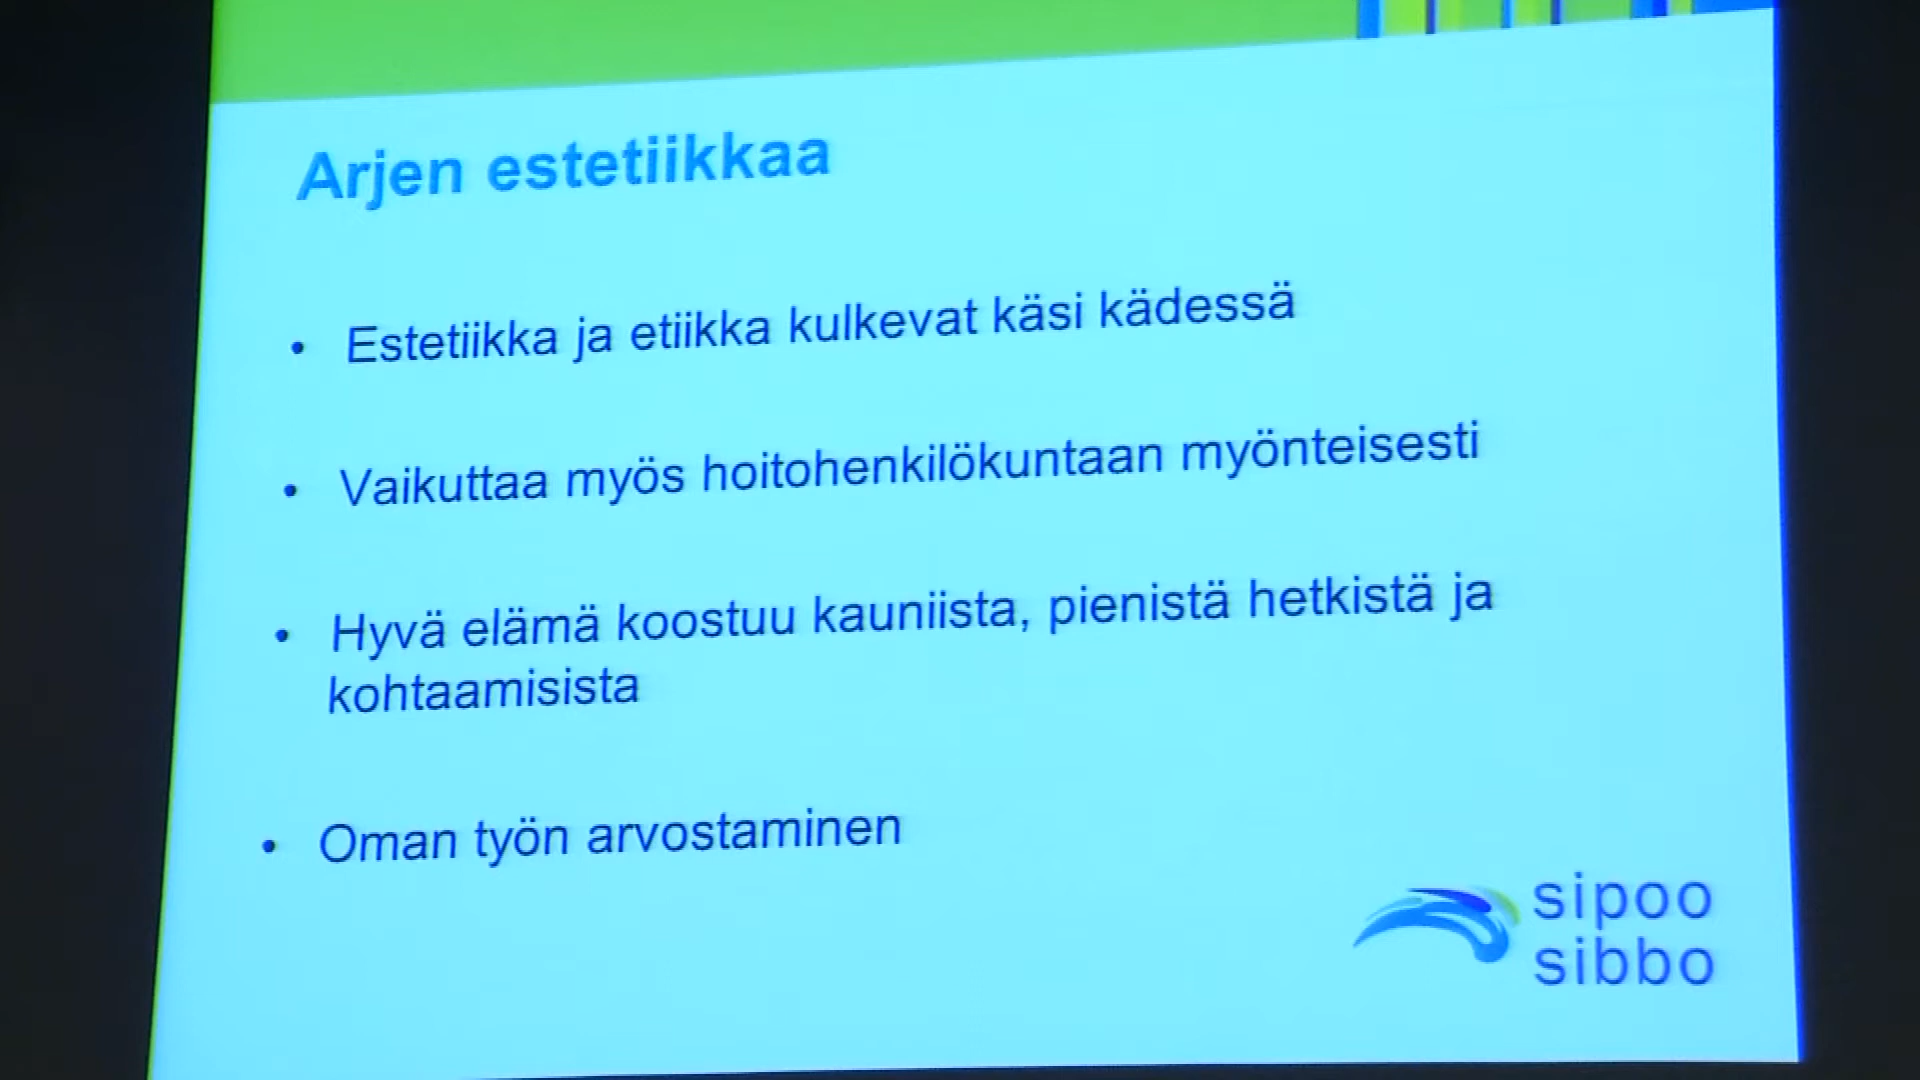 Arjen estetiikkaa
• Estetiikka ja etiikka kulkevat käsi kädessä
• Vaikuttaa myös hoitohenkilökuntaan myönteisesti
• Hyvä elämä koostuu kauniista, pienistä hetkistä ja
kohtaamisista
• Oman työn arvostaminen
sipoo
sibbo